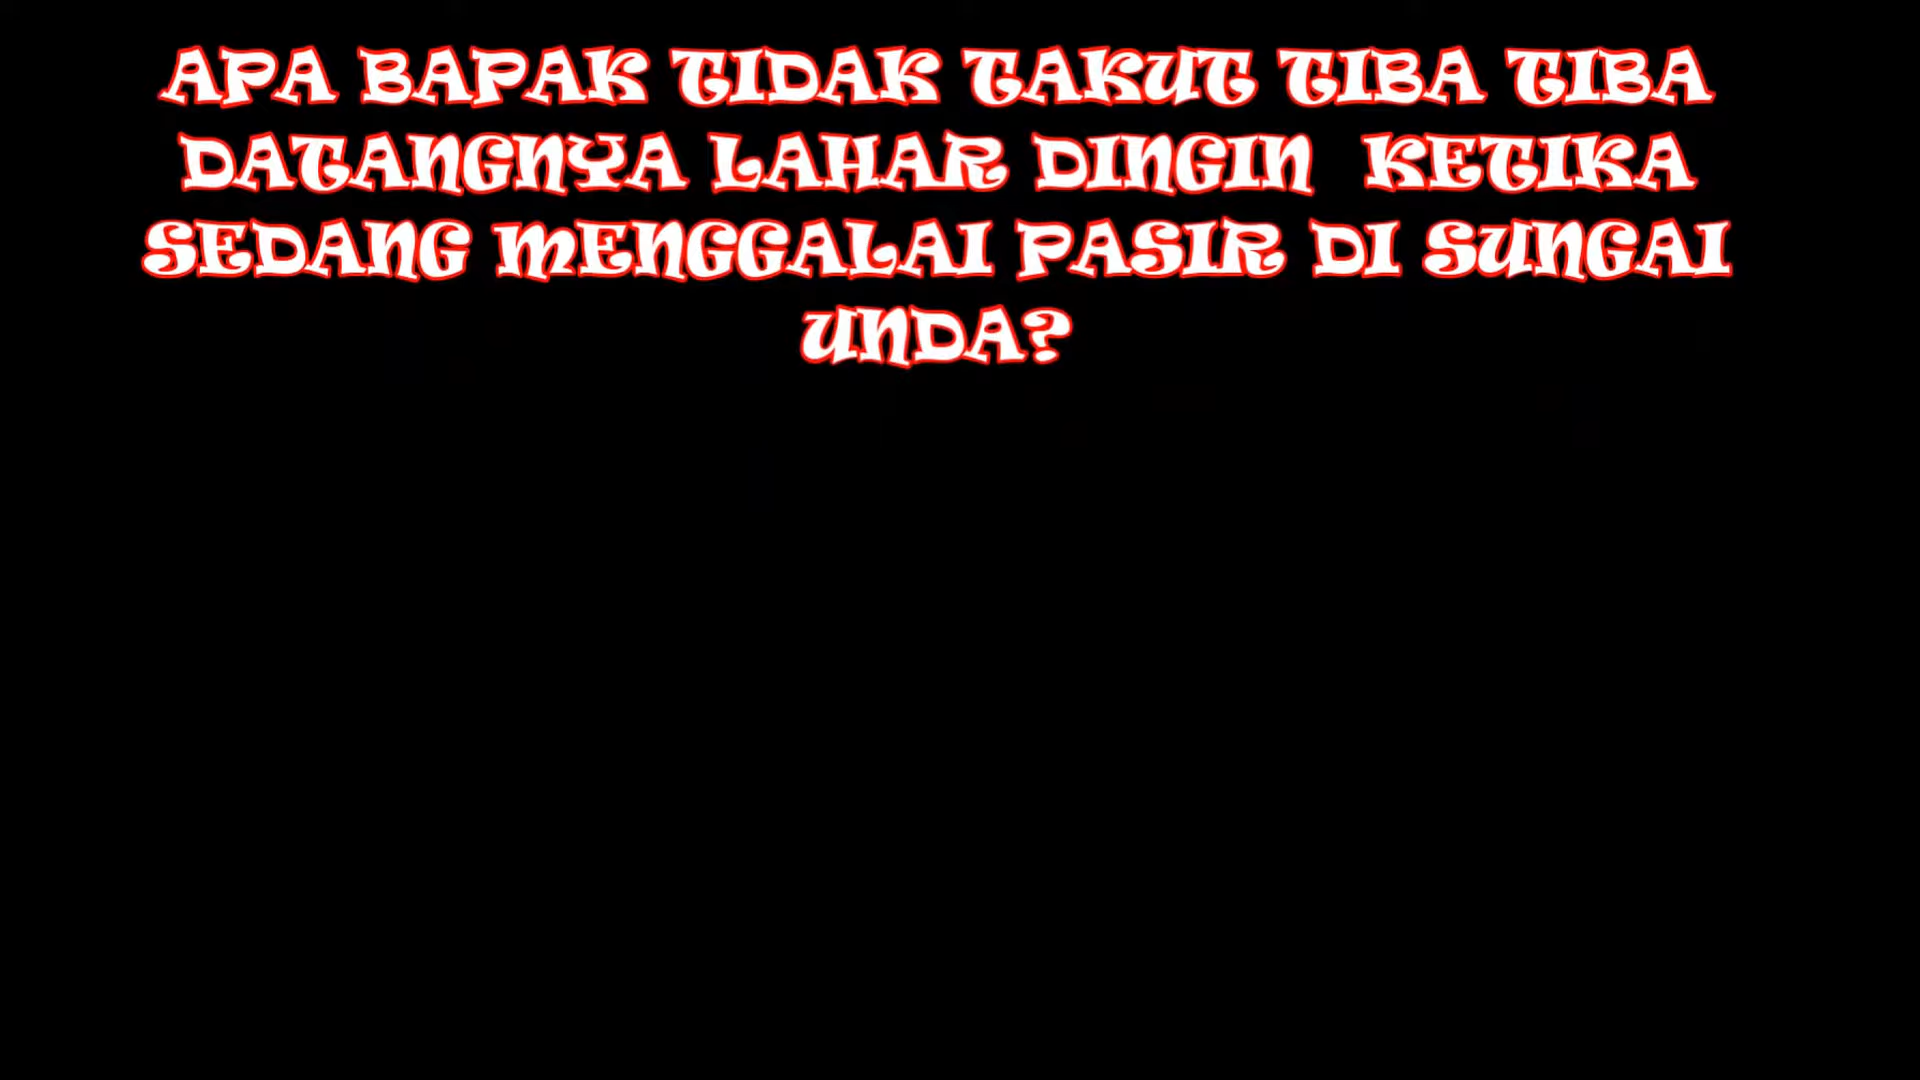 APA BAPAK TIDAK TAKUT TIBA TIBA
DATANGNYA LAHAR DINGIN KETIKA
SEDANG MENGGALAI PASIR DI SUNGAI
UNDA?